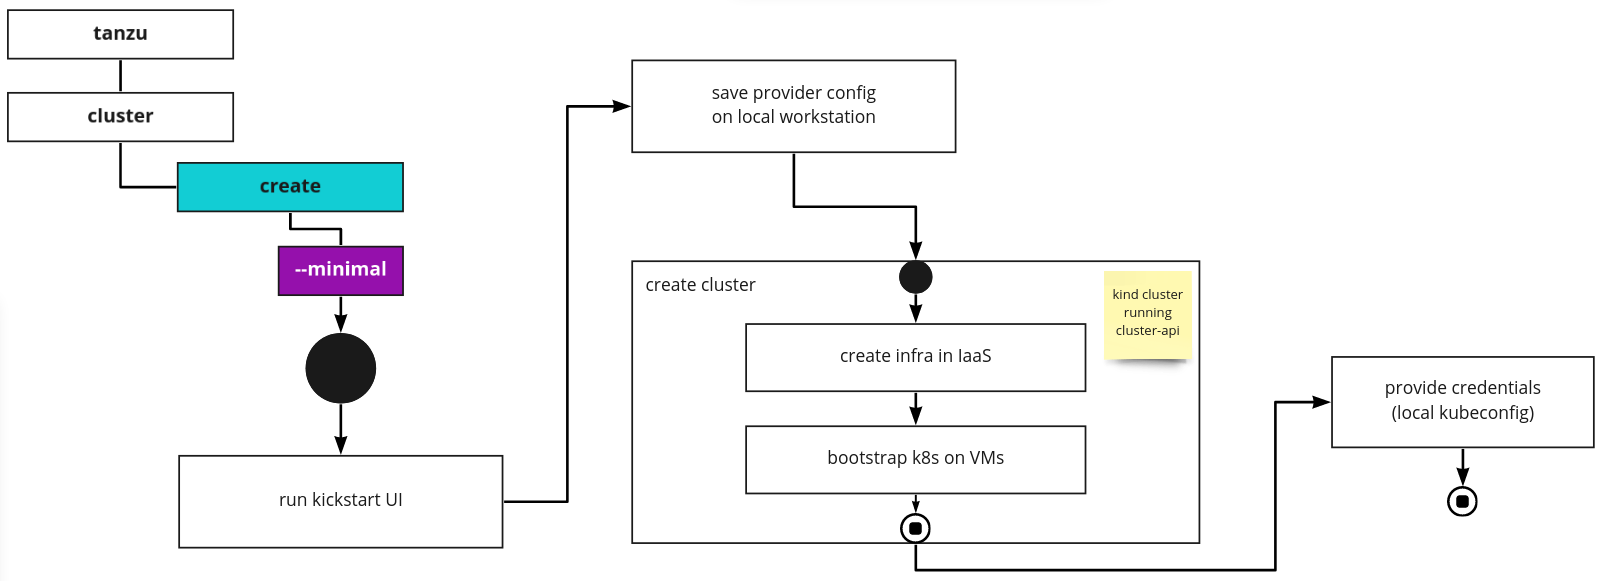 tanzu
cluster
create
--minimal
run kickstart UI
save provider config
on local workstation
create cluster
kind cluster
running
cluster-api
create infra in IaaS
bootstrap k8s on VMs
provide credentials
(local kubeconfig)